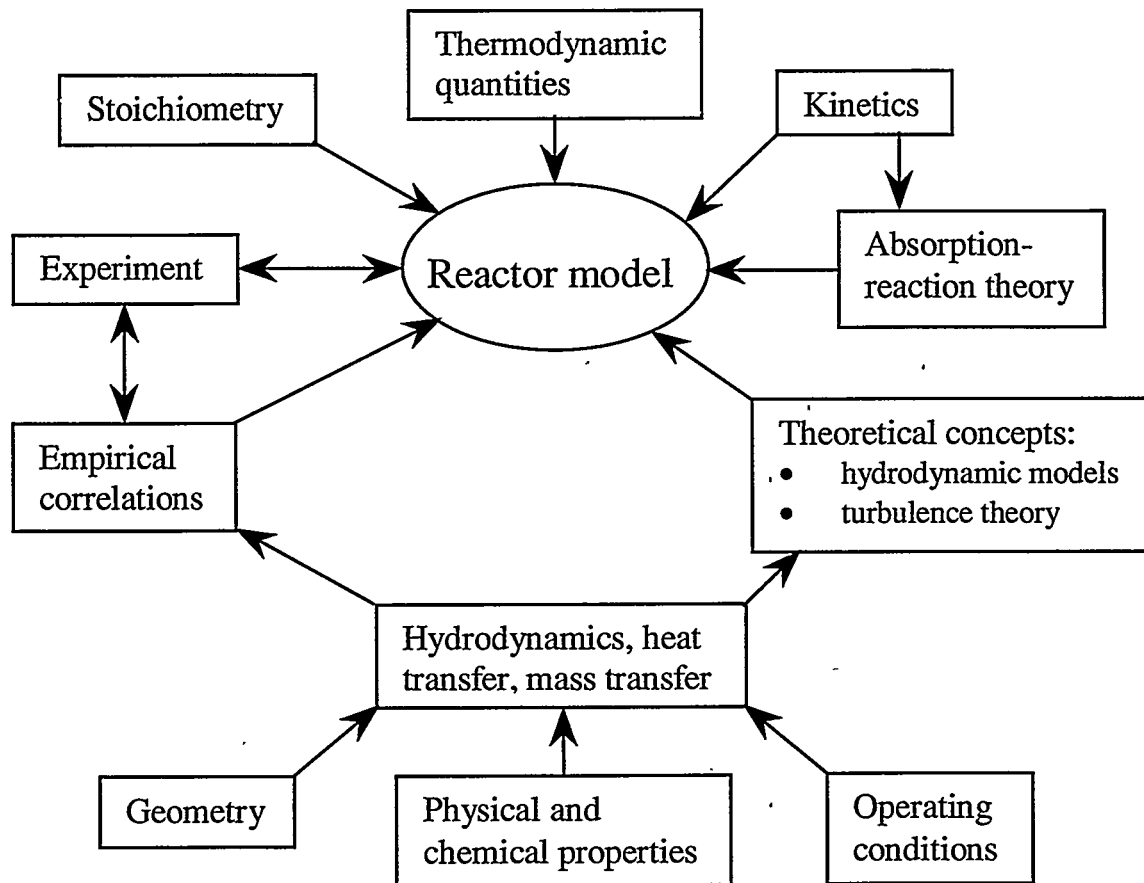 Thermodynamic
quantities
Stoichiometry
Kinetics
Experiment
Reactor model
Absorption-
reaction theory
Empirical
correlations
Theoretical concepts:
• hydrodynamic models
• turbulence theory
Hydrodynamics, heat
transfer, mass transfer
Geometry
Physical and
chemical properties
Operating
conditions